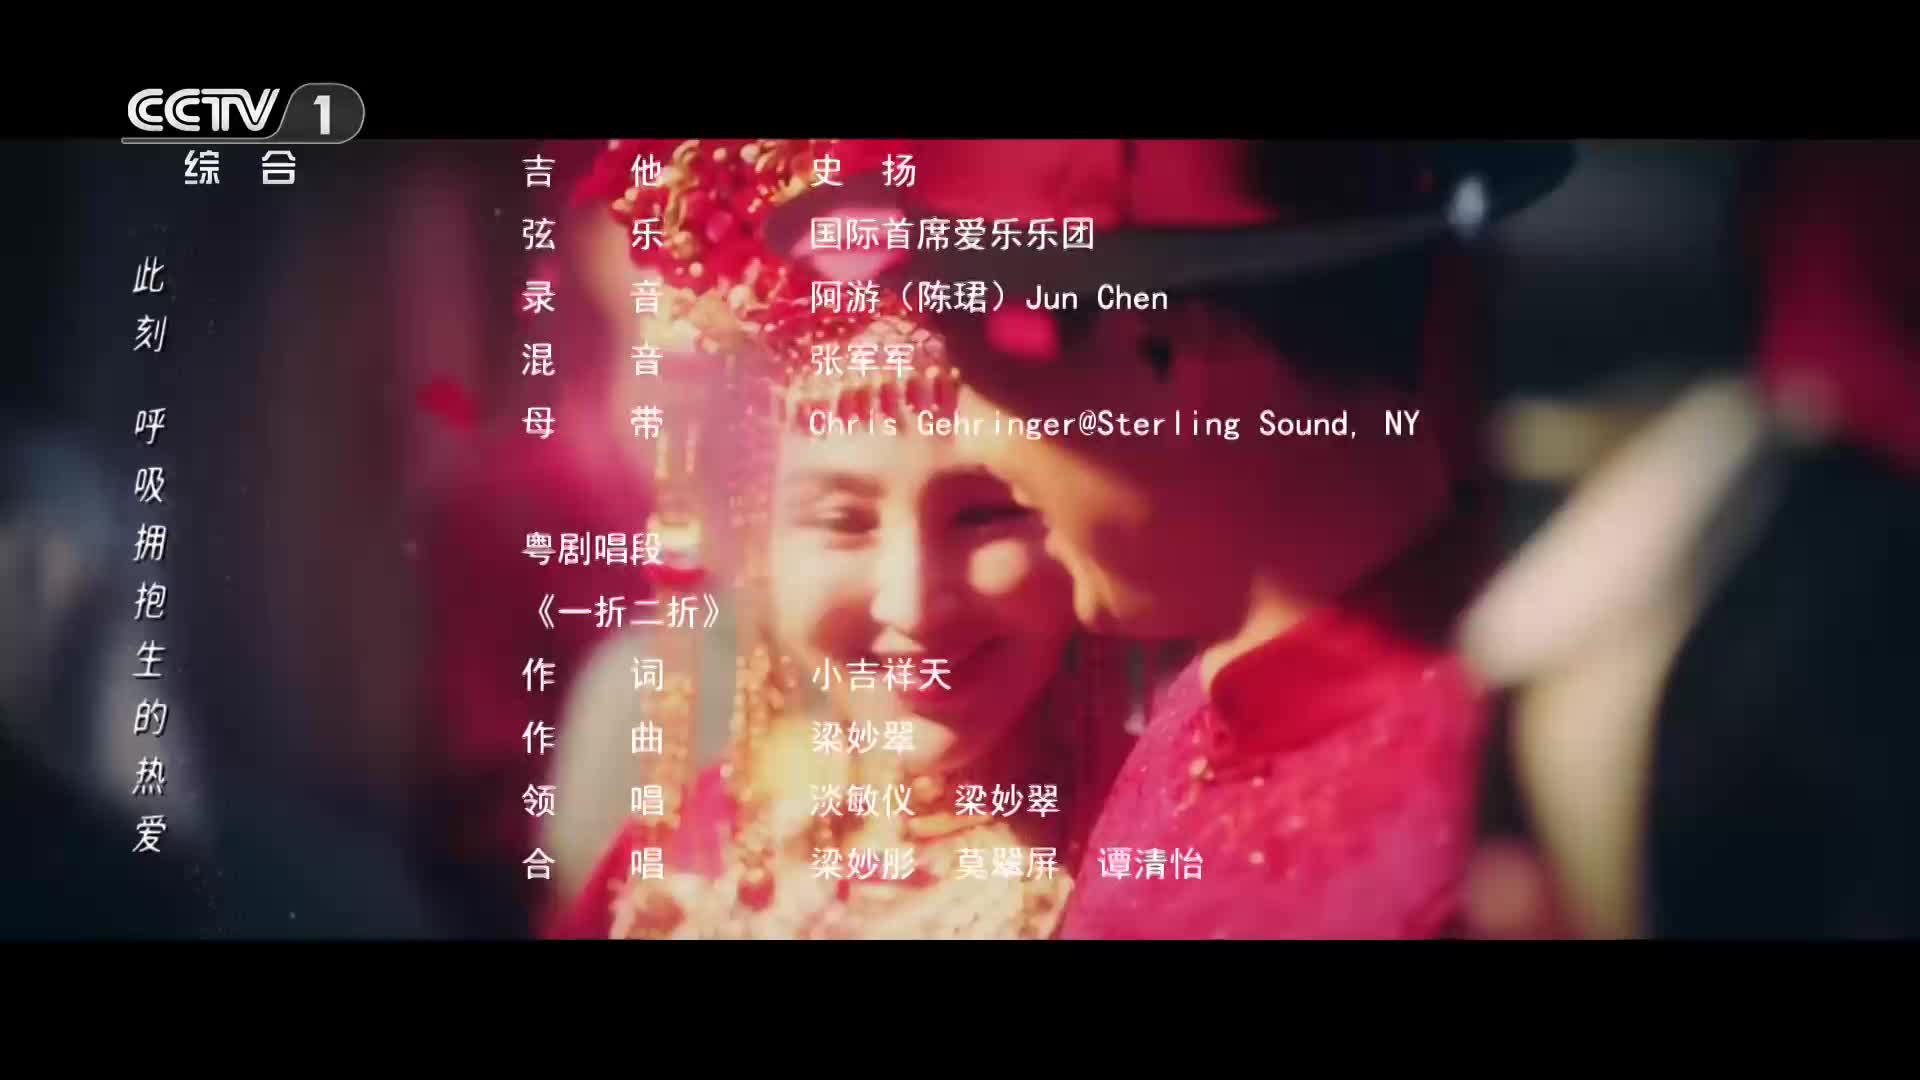 CCTV 1
综合
此刻 呼吸拥抱生的热爱
吉他 史 扬
弦乐 国际首席爱乐乐团
录音 阿游（陈珺）Jun Chen
混音 张军军
母带 Chris Gehringer@Sterling Sound, NY
粤剧唱段
《一折二折》
作词 小吉祥天
作曲 梁妙翠
领唱 淡敏仪 梁妙翠
合唱 梁妙彤 莫翠屏 谭清怡